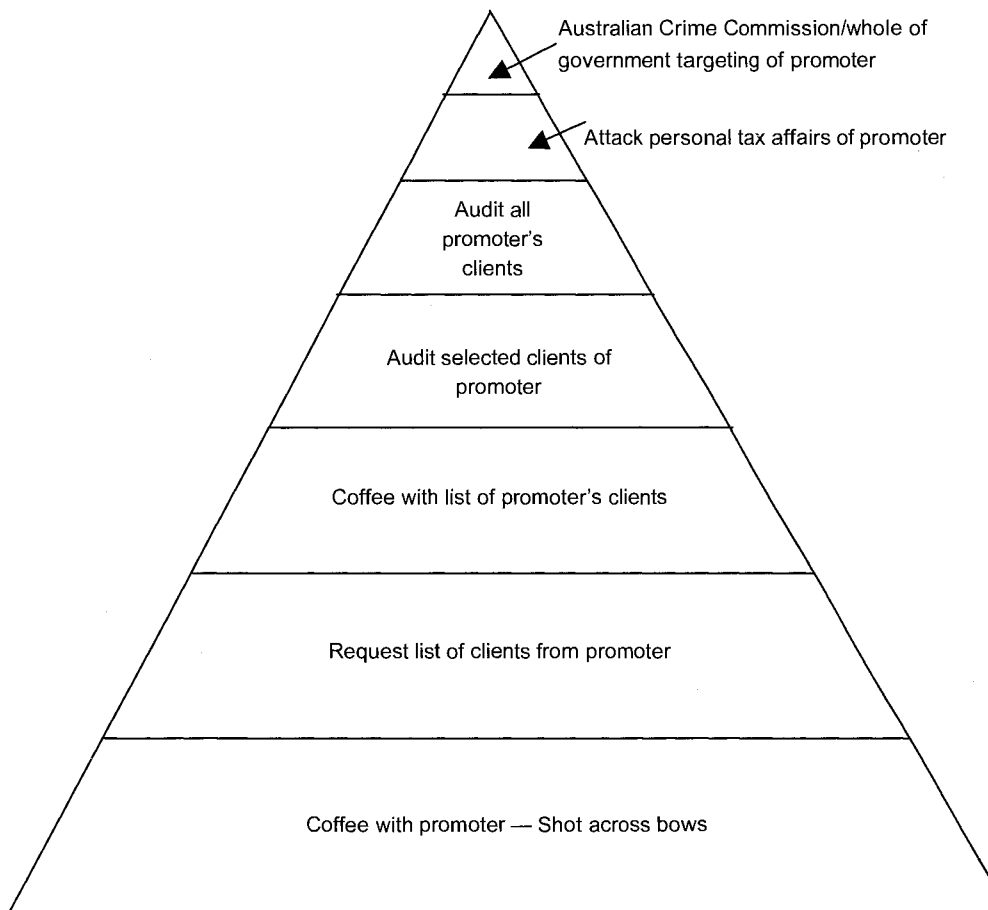 Australian Crime Commission/whole of
government targeting of promoter
Attack personal tax affairs of promoter
Audit all
promoter's
clients
Audit selected clients of
promoter
Coffee with list of promoter's clients
Request list of clients from promoter
Coffee with promoter — Shot across bows